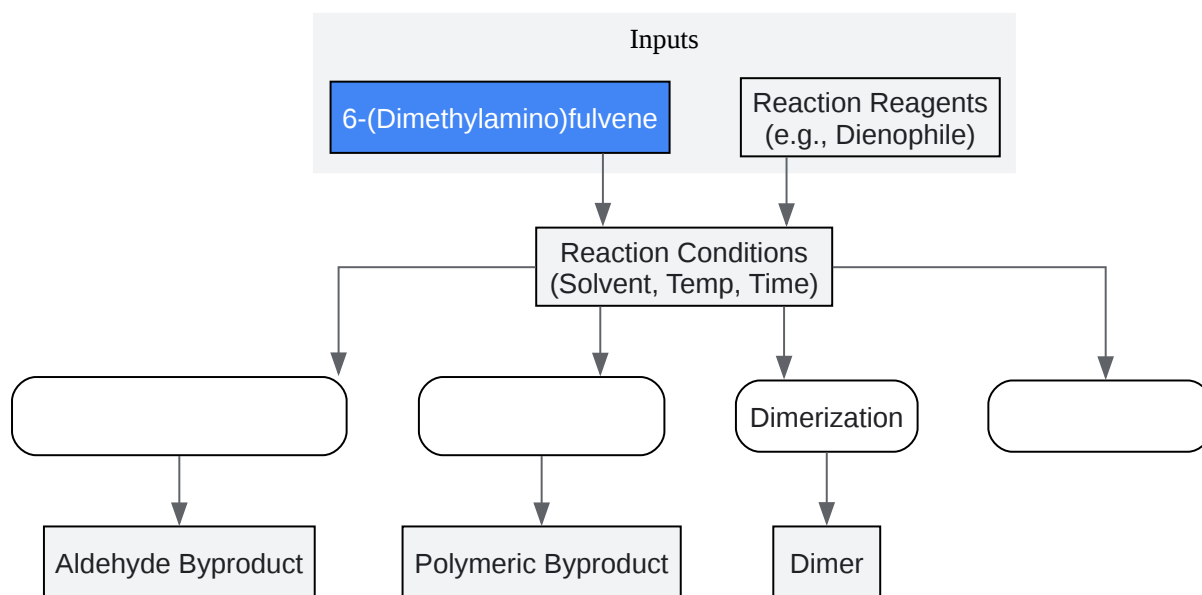 Inputs
6-(Dimethylamino)fulvene
Reaction Reagents
(e.g., Dienophile)
Reaction Conditions
(Solvent, Temp, Time)
Dimerization
Aldehyde Byproduct
Polymeric Byproduct
Dimer